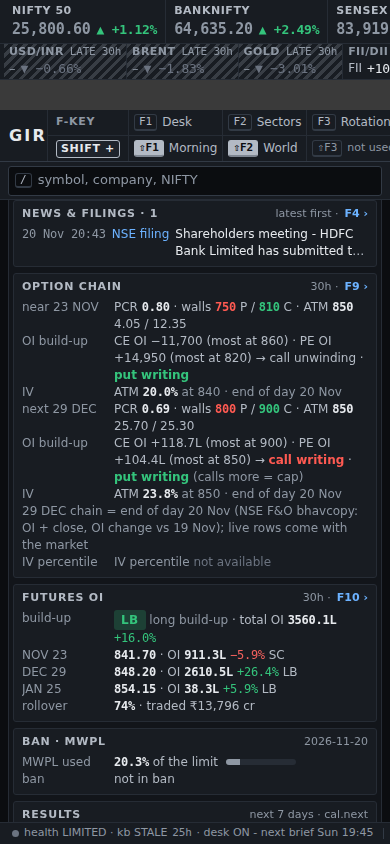 NIFTY 50 BANKNIFTY SENSEX
25,800.60 ▲ +1.12% 64,635.20 ▲ +2.49% 83,919
USD/INR LATE 30h BRENT LATE 30h GOLD LATE 30h FII/DII
– ▼ −0.66% – ▼ −1.83% – ▼ −3.01% FII +10
GIR F-KEY F1 Desk F2 Sectors F3 Rotation
SHIFT + ⇧F1 Morning ⇧F2 World ⇧F3 not used
/ symbol, company, NIFTY
NEWS & FILINGS · 1 latest first · F4 ›
20 Nov 20:43 NSE filing Shareholders meeting - HDFC
Bank Limited has submitted t…
OPTION CHAIN 30h · F9 ›
near 23 NOV PCR 0.80 · walls 750 P / 810 C · ATM 850
4.05 / 12.35
OI build-up CE OI −11,700 (most at 860) · PE OI
+14,950 (most at 820) → call unwinding ·
put writing
IV ATM 20.0% at 840 · end of day 20 Nov
next 29 DEC PCR 0.69 · walls 800 P / 900 C · ATM 850
25.70 / 25.30
OI build-up CE OI +118.7L (most at 900) · PE OI
+104.4L (most at 850) → call writing ·
put writing (calls more = cap)
IV ATM 23.8% at 850 · end of day 20 Nov
29 DEC chain = end of day 20 Nov (NSE F&O bhavcopy:
OI + close, OI change vs 19 Nov); live rows come with
the market
IV percentile IV percentile not available
FUTURES OI 30h · F10 ›
build-up LB long build-up · total OI 3560.1L
+16.0%
NOV 23 841.70 · OI 911.3L −5.9% SC
DEC 29 848.20 · OI 2610.5L +26.4% LB
JAN 25 854.15 · OI 38.3L +5.9% LB
rollover 74% · traded ₹13,796 cr
BAN · MWPL 2026-11-20
MWPL used 20.3% of the limit
ban not in ban
RESULTS next 7 days · cal.next
health LIMITED · kb STALE 25h · desk ON - next brief Sun 19:45